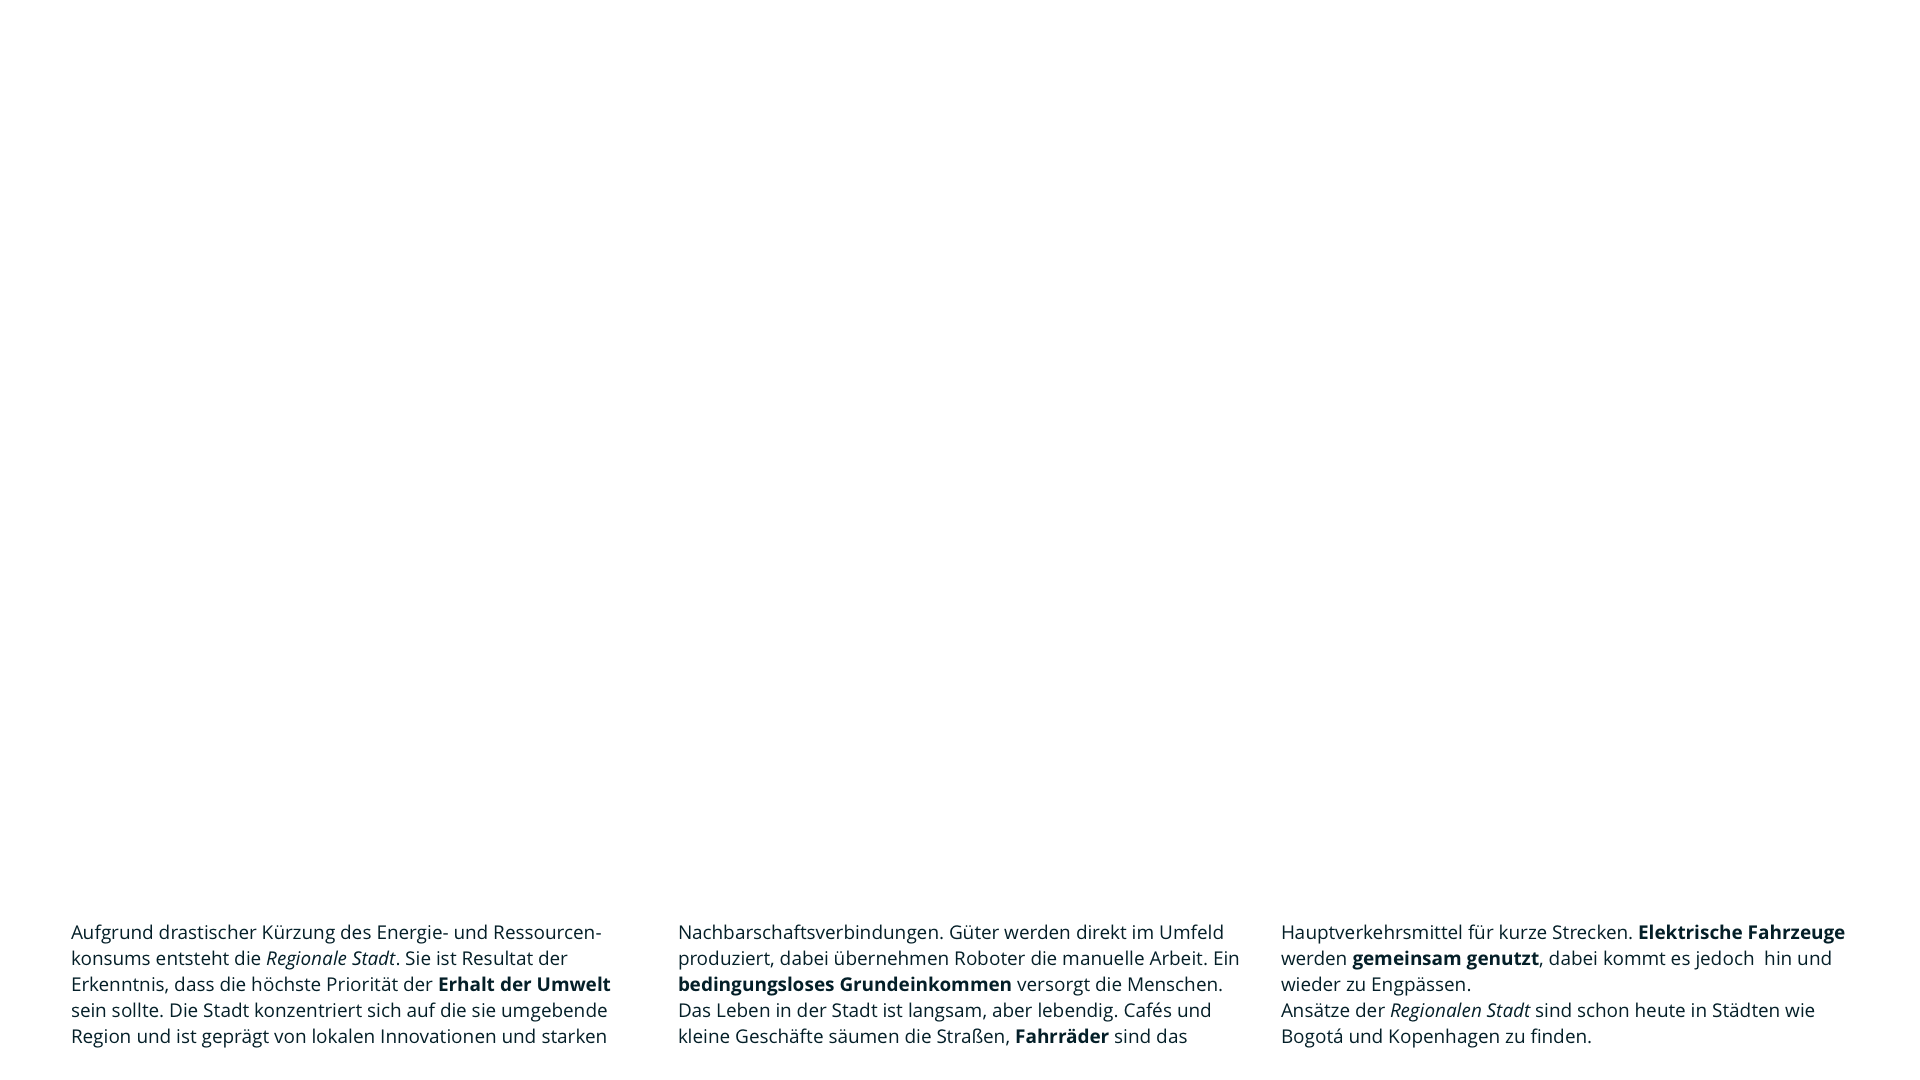 Aufgrund drastischer Kürzung des Energie- und Ressourcen-
konsums entsteht die Regionale Stadt. Sie ist Resultat der
Erkenntnis, dass die höchste Priorität der Erhalt der Umwelt
sein sollte. Die Stadt konzentriert sich auf die sie umgebende
Region und ist geprägt von lokalen Innovationen und starken
Nachbarschaftsverbindungen. Güter werden direkt im Umfeld
produziert, dabei übernehmen Roboter die manuelle Arbeit. Ein
bedingungsloses Grundeinkommen versorgt die Menschen.
Das Leben in der Stadt ist langsam, aber lebendig. Cafés und
kleine Geschäfte säumen die Straßen, Fahrräder sind das
Hauptverkehrsmittel für kurze Strecken. Elektrische Fahrzeuge
werden gemeinsam genutzt, dabei kommt es jedoch  hin und
wieder zu Engpässen.
Ansätze der Regionalen Stadt sind schon heute in Städten wie
Bogotá und Kopenhagen zu finden.